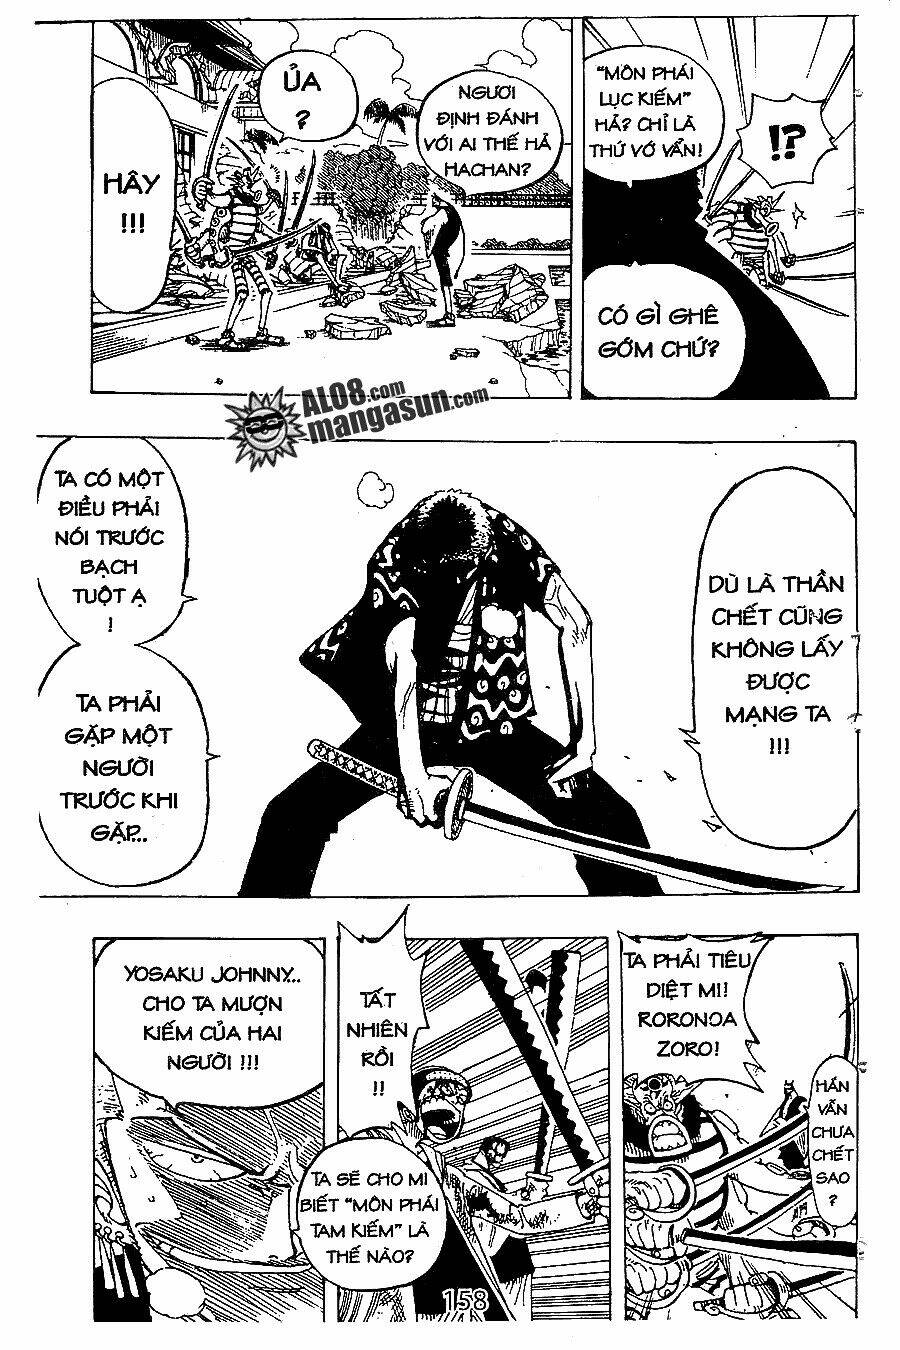 "MÔN PHÁI
LỤC KIẾM"
HẢ? CHỈ LÀ
THỨ VỚ VẨN!
!?
CÓ GÌ GHÊ
GỚM CHỨ?
NGƯƠI
ĐỊNH ĐÁNH
VỚI AI THẾ HẢ
HACHAN?
ỦA
?
HÂY
!!!
AL08.com
mangasun.com
DÙ LÀ THẦN
CHẾT CŨNG
KHÔNG LẤY
ĐƯỢC
MẠNG TA
!!!
TA CÓ MỘT
ĐIỀU PHẢI
NÓI TRƯỚC
BẠCH
TUỘT Ạ
!
TA PHẢI
GẶP MỘT
NGƯỜI
TRƯỚC KHI
GẶP...
TA PHẢI TIÊU
DIỆT MI!
RORONOA
ZORO!
HẮN
VẪN
CHƯA
CHẾT
SAO
?
TẤT
NHIÊN
RỒI
!!
TA SẼ CHO MI
BIẾT "MÔN PHÁI
TAM KIẾM" LÀ
THẾ NÀO?
YOSAKU JOHNNY...
CHO TA MƯỢN
KIẾM CỦA HAI
NGƯỜI !!!
158